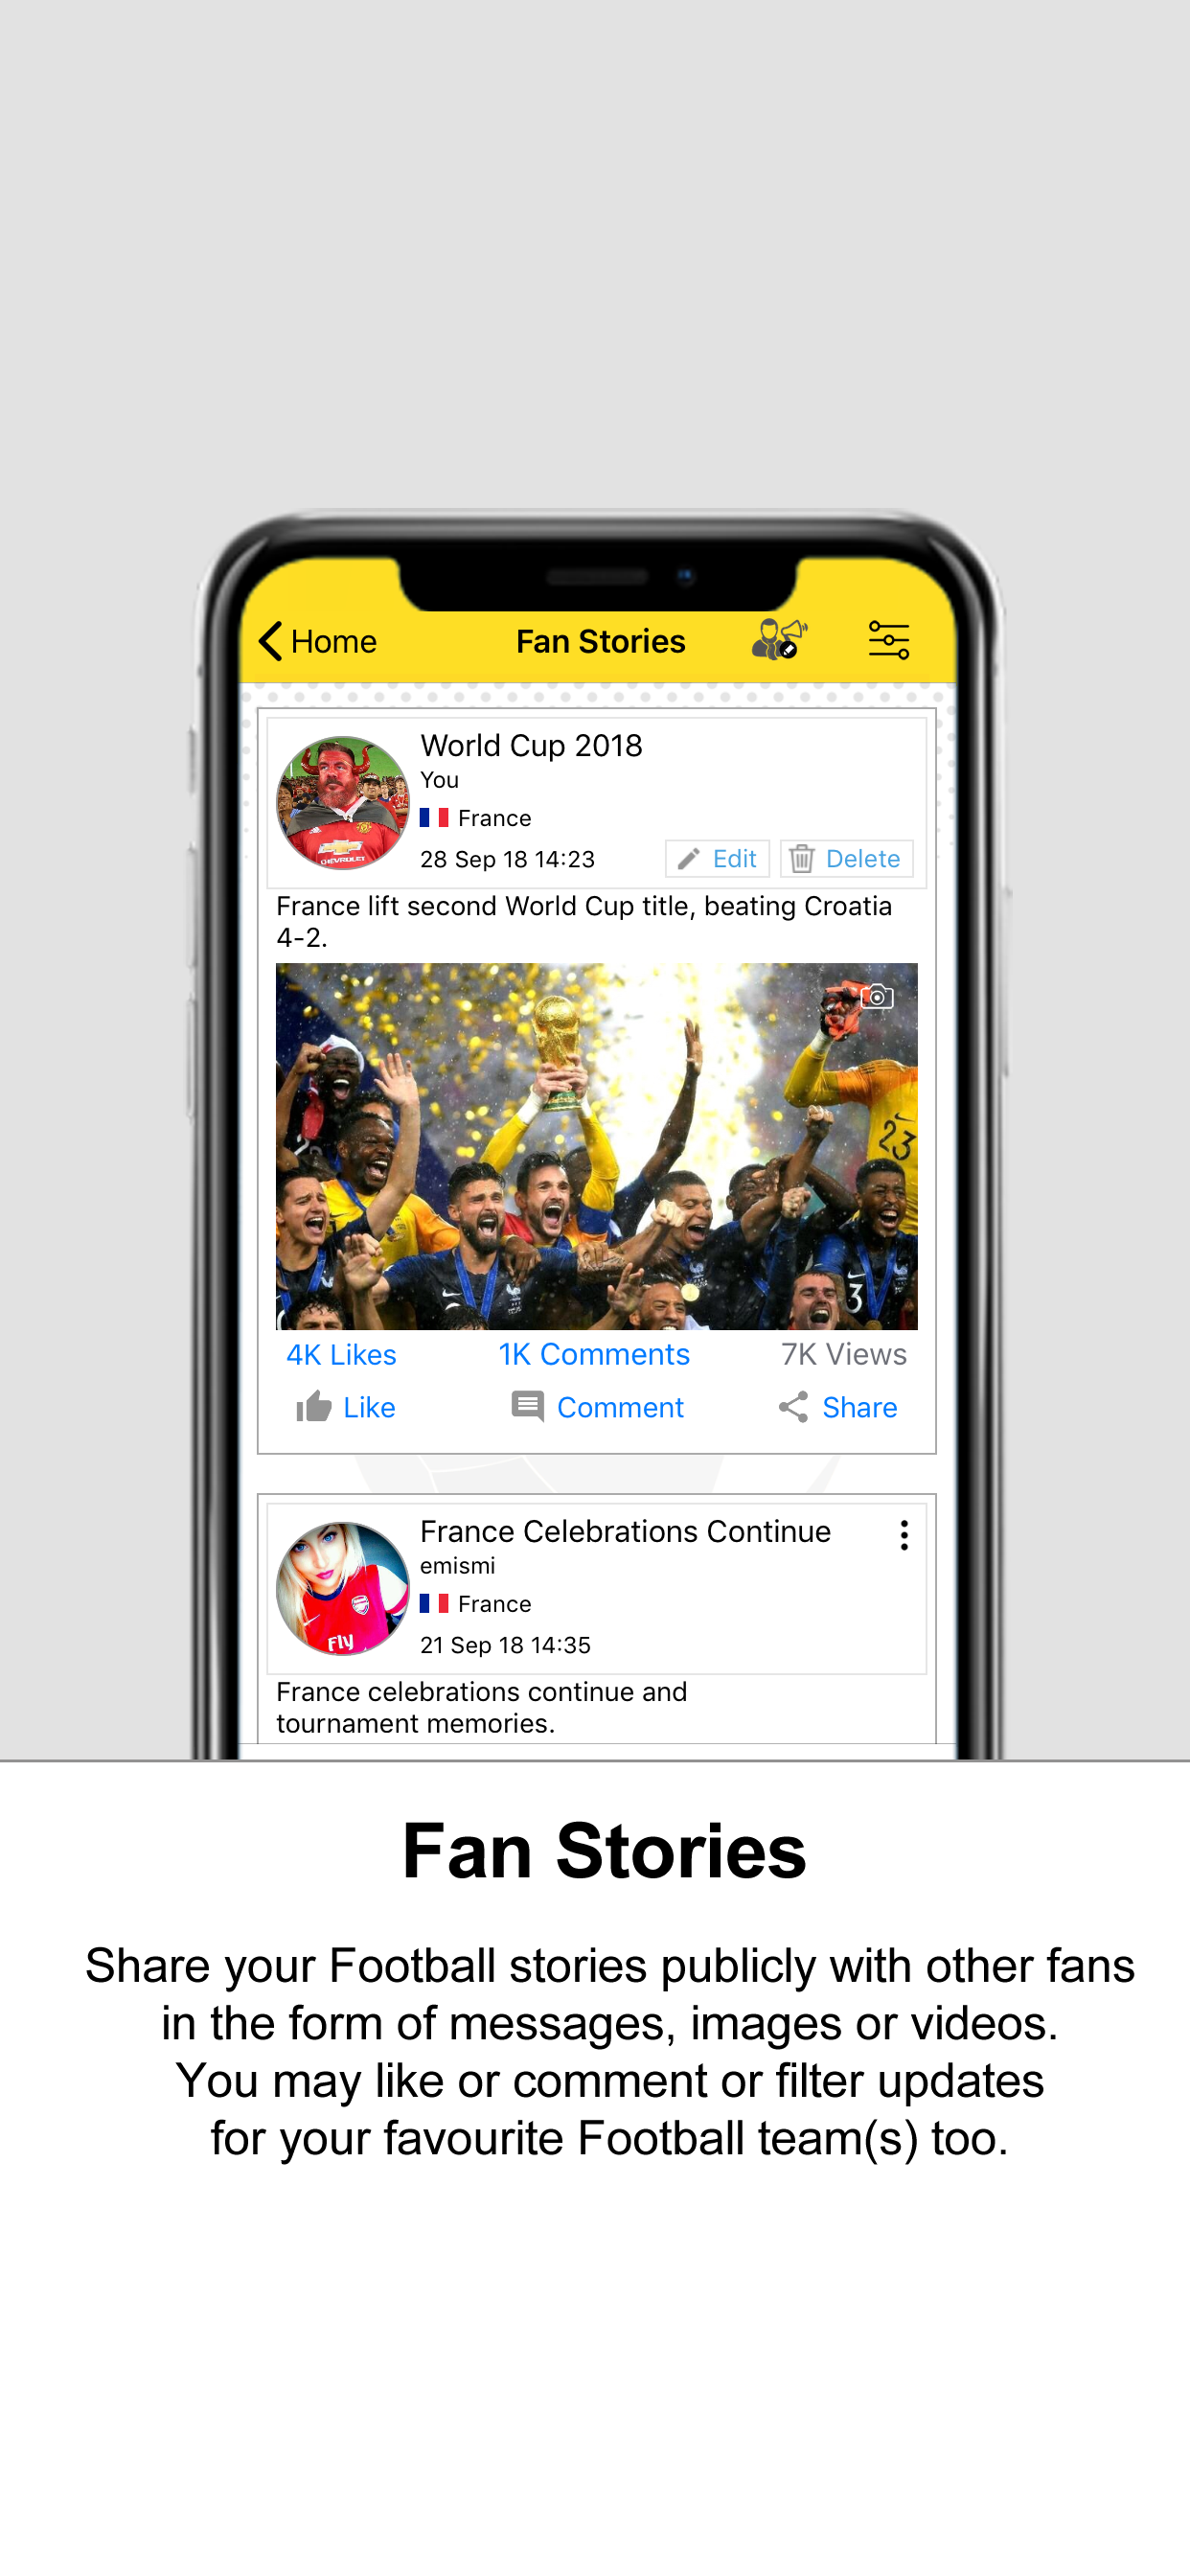 Home
Fan Stories
World Cup 2018
You
France
28 Sep 18 14:23
Edit
Delete
CHEVROLET
France lift second World Cup title, beating Croatia
4-2.
23
3
4K Likes
1K Comments
7K Views
Like
Comment
Share
France Celebrations Continue
emismi
France
21 Sep 18 14:35
Fly
France celebrations continue and
tournament memories.
Fan Stories
Share your Football stories publicly with other fans
in the form of messages, images or videos.
You may like or comment or filter updates
for your favourite Football team(s) too.